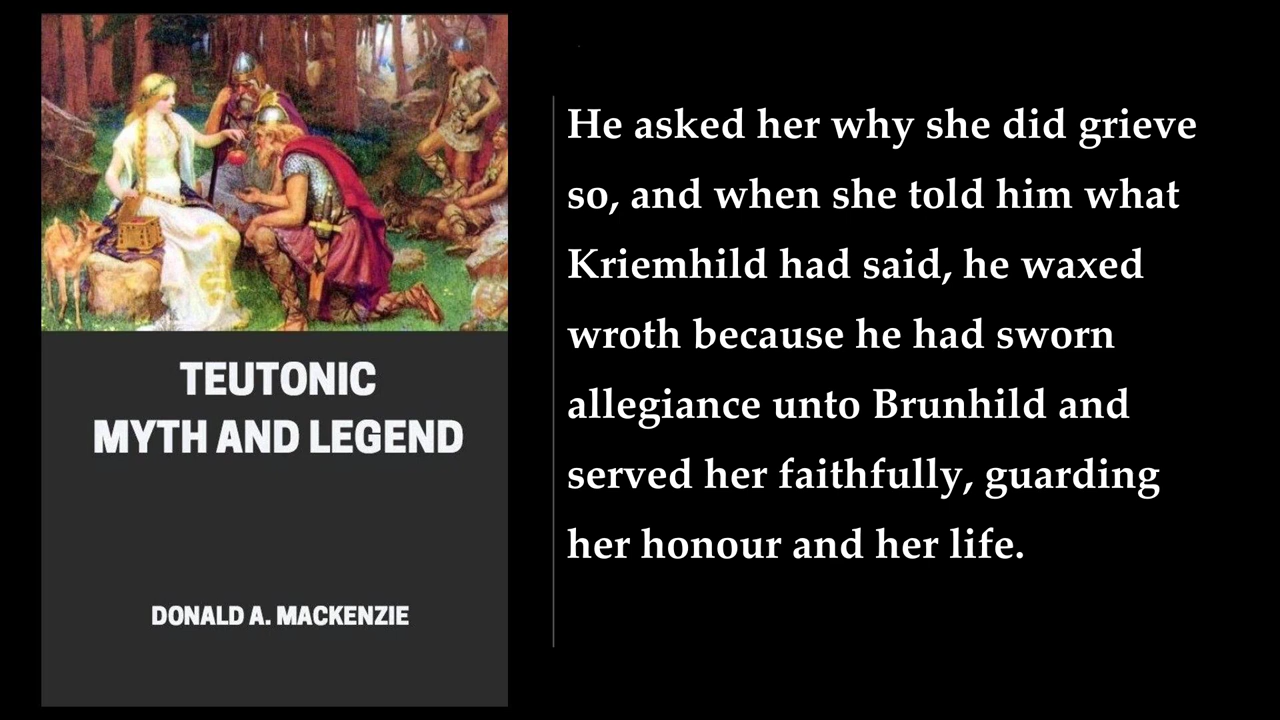 TEUTONIC
MYTH AND LEGEND
DONALD A. MACKENZIE
He asked her why she did grieve
so, and when she told him what
Kriemhild had said, he waxed
wroth because he had sworn
allegiance unto Brunhild and
served her faithfully, guarding
her honour and her life.